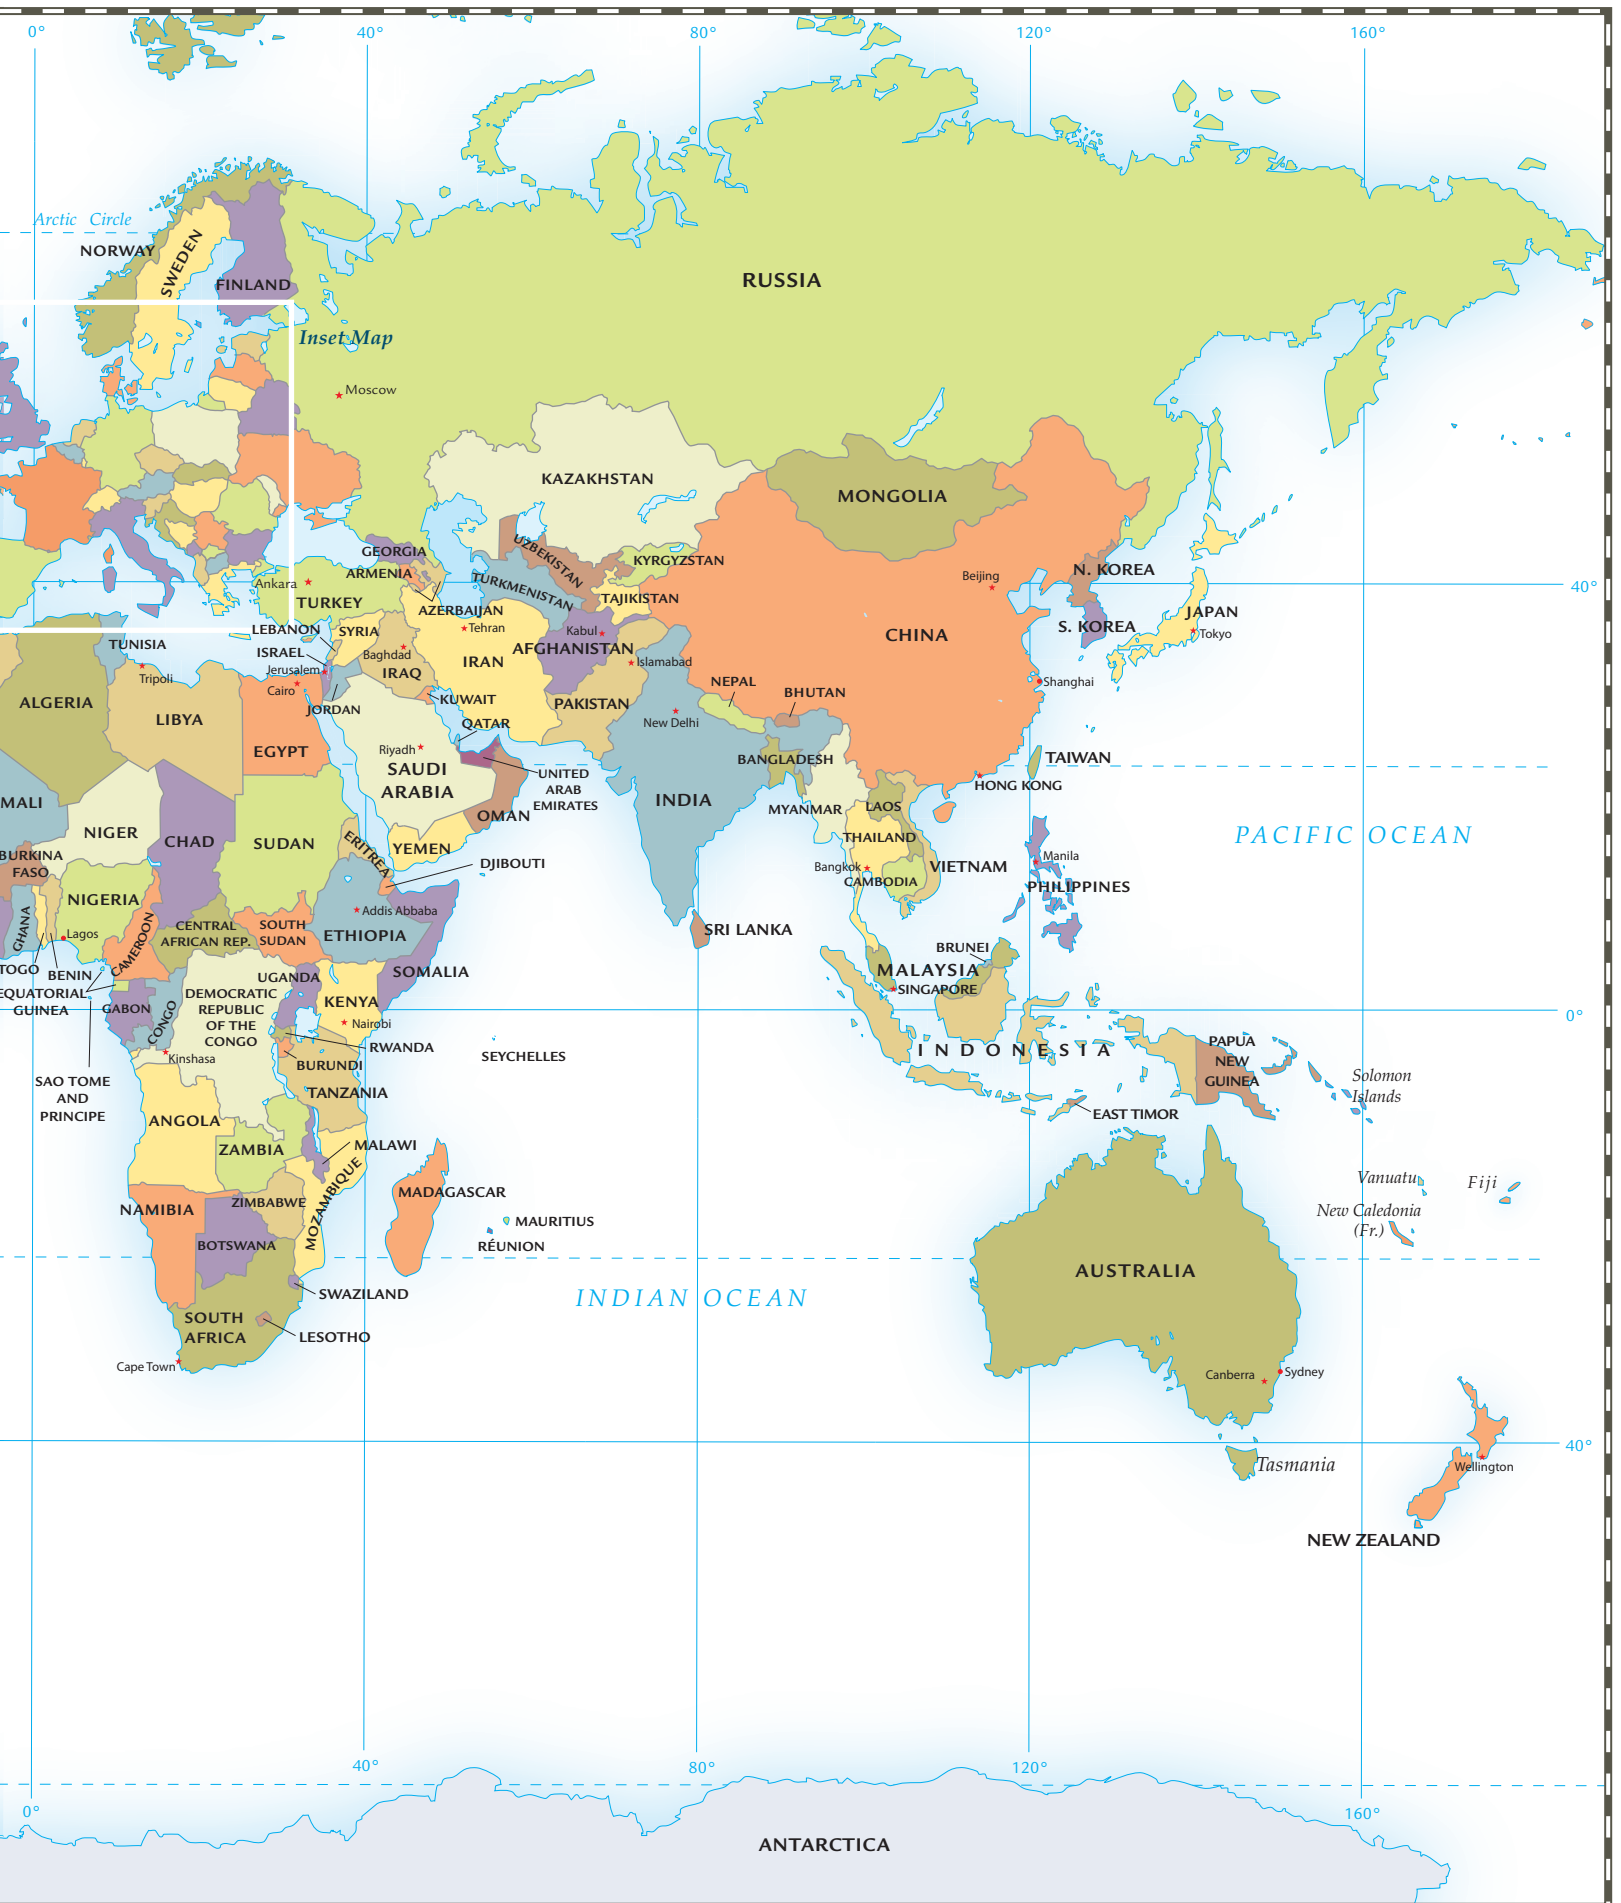 0°
40°
80°
120°
160°
Arctic Circle
NORWAY
SWEDEN
FINLAND
RUSSIA
Inset Map
Moscow
KAZAKHSTAN
MONGOLIA
UZBEKISTAN
GEORGIA
KYRGYZSTAN
ARMENIA
TURKMENISTAN
N. KOREA
Beijing
Ankara
40°
TURKEY
TAJIKISTAN
AZERBAIJAN
JAPAN
LEBANON
SYRIA
Tehran
Kabul
CHINA
S. KOREA
Tokyo
TUNISIA
ISRAEL
Baghdad
AFGHANISTAN
IRAN
Islamabad
Jerusalem
IRAQ
Tripoli
Cairo
NEPAL
Shanghai
BHUTAN
ALGERIA
KUWAIT
PAKISTAN
JORDAN
LIBYA
QATAR
New Delhi
EGYPT
Riyadh
SAUDI
ARABIA
BANGLADESH
TAIWAN
UNITED
ARAB
EMIRATES
HONG KONG
MALI
INDIA
MYANMAR
LAOS
OMAN
NIGER
CHAD
SUDAN
ERITREA
YEMEN
THAILAND
PACIFIC OCEAN
BURKINA
FASO
DJIBOUTI
Bangkok
VIETNAM
Manila
CAMBODIA
PHILIPPINES
NIGERIA
Addis Abbaba
GHANA
CENTRAL
AFRICAN REP.
SOUTH
SUDAN
ETHIOPIA
SRI LANKA
Lagos
CAMEROON
BRUNEI
TOGO
BENIN
SOMALIA
MALAYSIA
UGANDA
SINGAPORE
EQUATORIAL
GUINEA
DEMOCRATIC
REPUBLIC
OF THE
CONGO
KENYA
GABON
CONGO
Nairobi
0°
RWANDA
INDONESIA
PAPUA
NEW
GUINEA
SEYCHELLES
Kinshasa
BURUNDI
Solomon
Islands
SAO TOME
AND
PRINCIPE
TANZANIA
EAST TIMOR
ANGOLA
ZAMBIA
MALAWI
Vanuatu
Fiji
MOZAMBIQUE
MADAGASCAR
ZIMBABWE
NAMIBIA
New Caledonia
(Fr.)
MAURITIUS
BOTSWANA
RÉUNION
AUSTRALIA
SWAZILAND
INDIAN OCEAN
SOUTH
AFRICA
LESOTHO
Cape Town
Canberra
Sydney
40°
Tasmania
Wellington
NEW ZEALAND
40°
80°
120°
0°
160°
ANTARCTICA